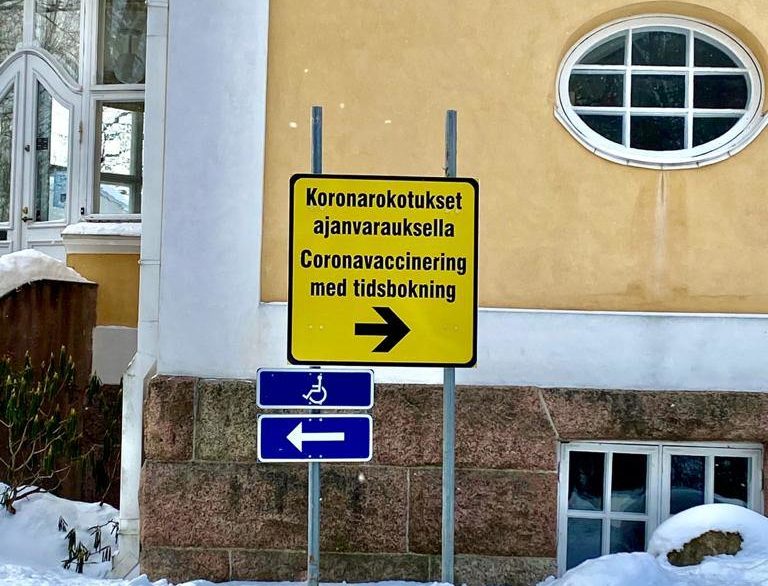 Koronarokotukset
ajanvarauksella
Coronavaccinering
med tidsbokning